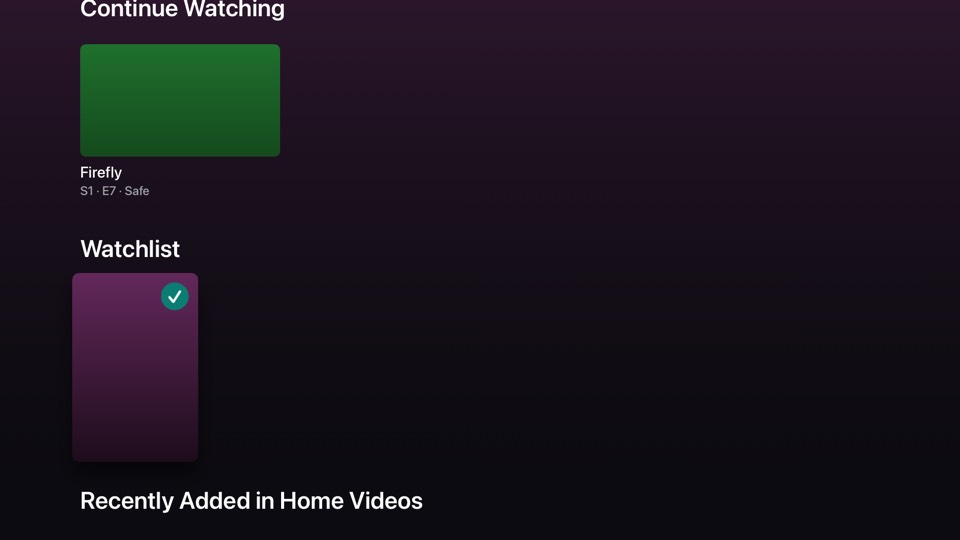 Continue Watching
Firefly
S1 · E7 · Safe
Watchlist
Recently Added in Home Videos